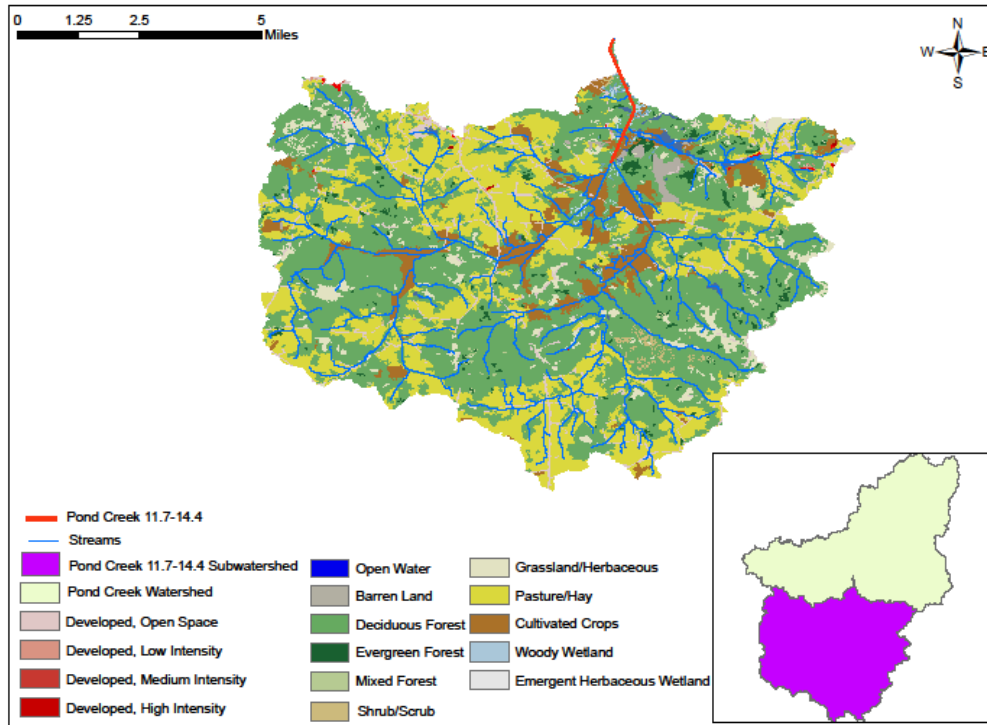 0 1.25 2.5 5
Miles
N
W E
S
Pond Creek 11.7-14.4
Streams
Pond Creek 11.7-14.4 Subwatershed
Pond Creek Watershed
Developed, Open Space
Developed, Low Intensity
Developed, Medium Intensity
Developed, High Intensity
Open Water
Barren Land
Deciduous Forest
Evergreen Forest
Mixed Forest
Shrub/Scrub
Grassland/Herbaceous
Pasture/Hay
Cultivated Crops
Woody Wetland
Emergent Herbaceous Wetland